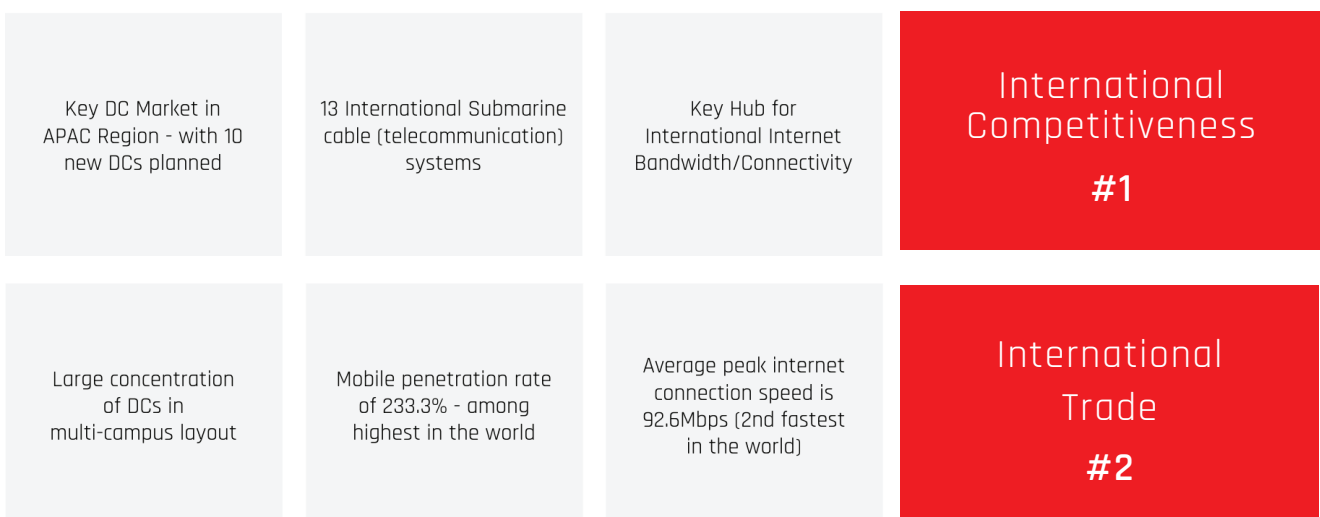 Key DC Market in
APAC Region - with 10
new DCs planned
13 International Submarine
cable (telecommunication)
systems
Key Hub for
International Internet
Bandwidth/Connectivity
International
Competitiveness
#1
Large concentration
of DCs in
multi-campus layout
Mobile penetration rate
of 233.3% - among
highest in the world
Average peak internet
connection speed is
92.6Mbps (2nd fastest
in the world)
International
Trade
#2